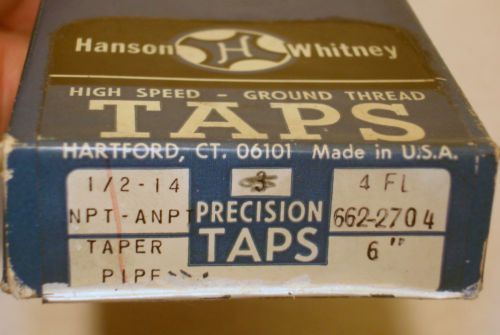 Hanson H Whitney
HIGH SPEED - GROUND THREAD
TAPS
HARTFORD, CT. 06101 Made in U.S.A.
1/2-14 3 4 FL
NPT-ANPT PRECISION 662-2704
TAPER TAPS 6"
PIPE